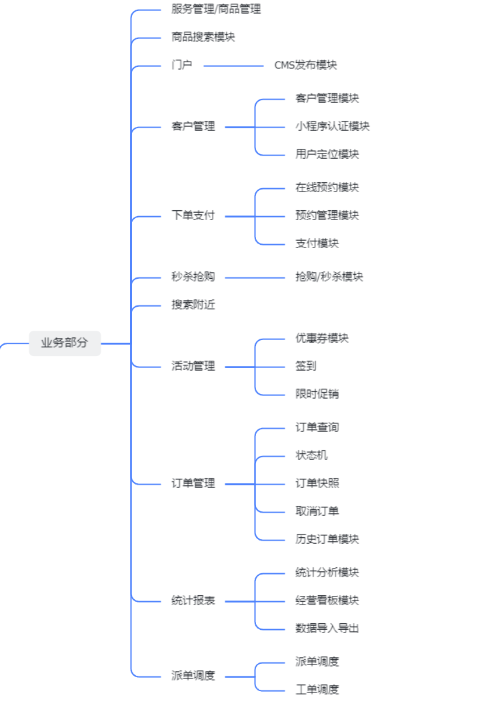 服务管理/商品管理
商品搜索模块
门户
CMS发布模块
客户管理
客户管理模块
小程序认证模块
用户定位模块
下单支付
在线预约模块
预约管理模块
支付模块
秒杀抢购
抢购/秒杀模块
搜索附近
业务部分
活动管理
优惠券模块
签到
限时促销
订单管理
订单查询
状态机
订单快照
取消订单
历史订单模块
统计报表
统计分析模块
经营看板模块
数据导入导出
派单调度
派单调度
工单调度